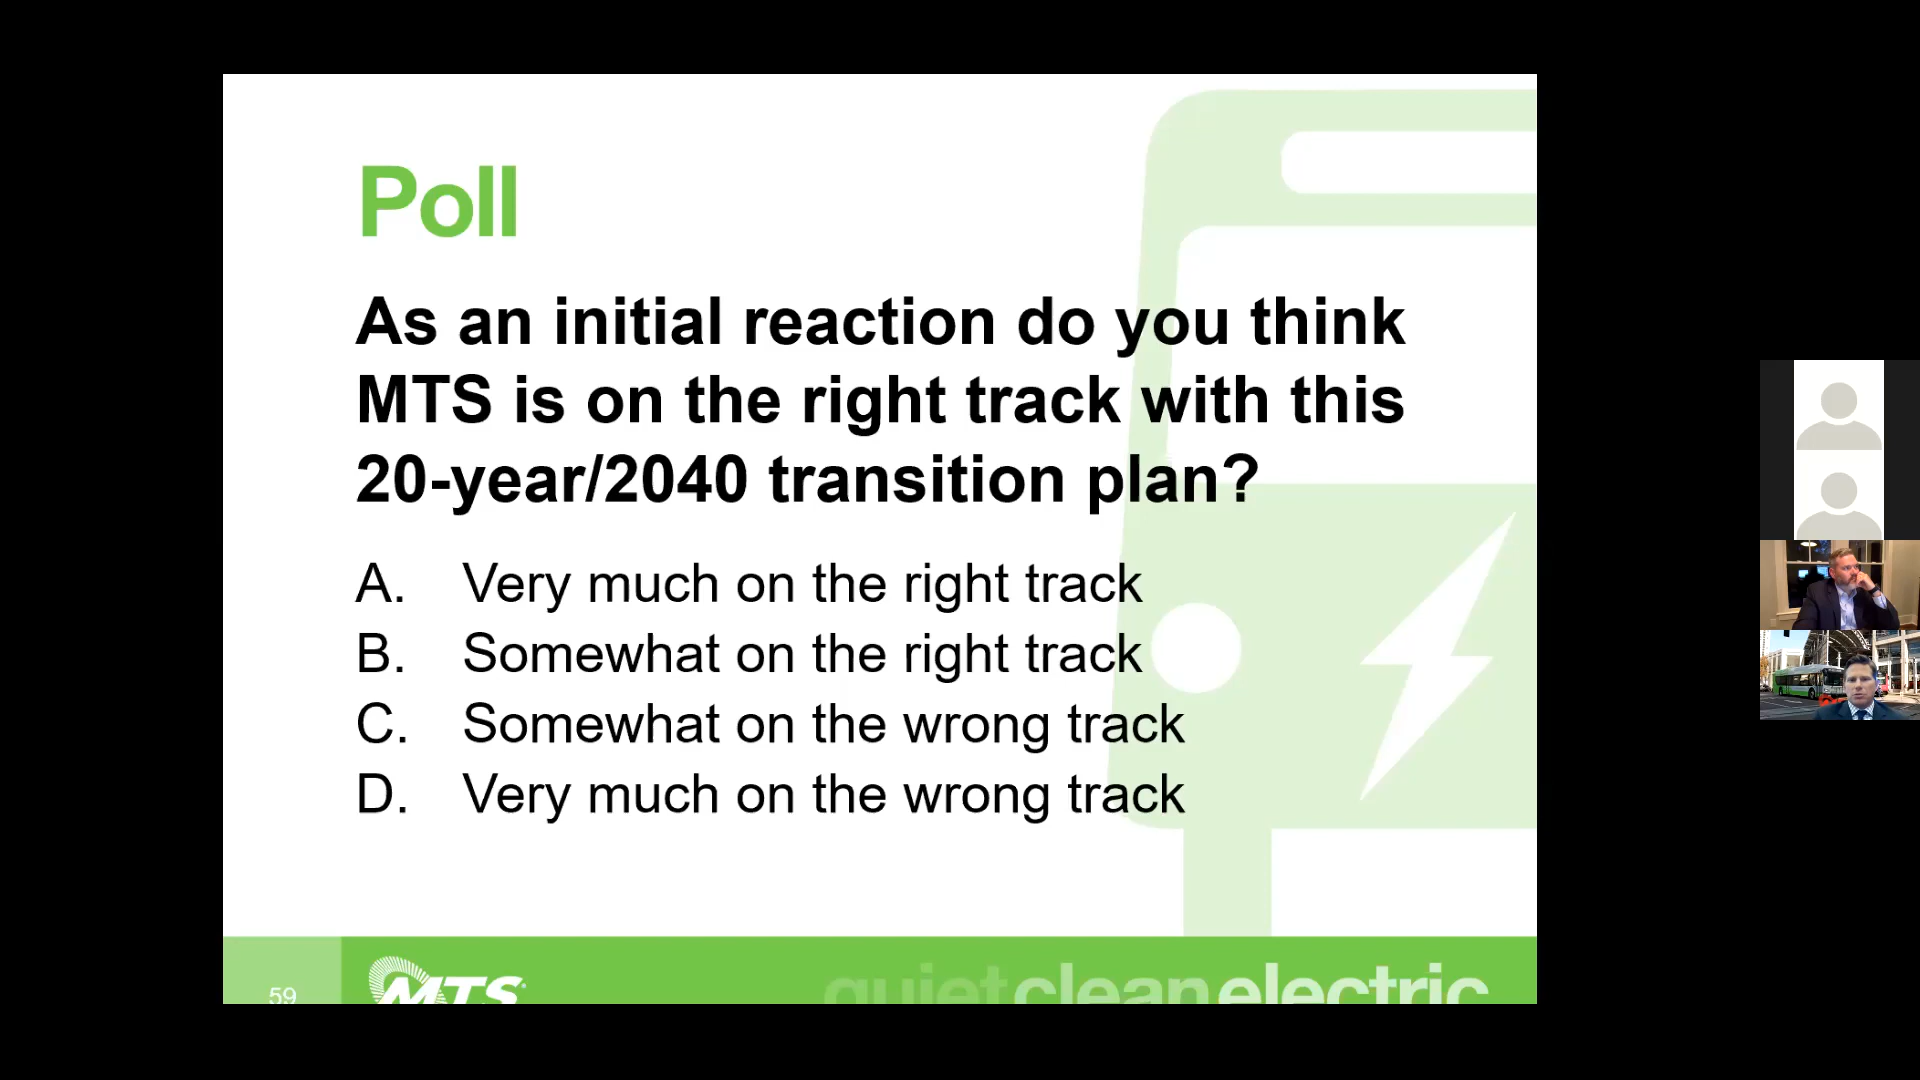 Poll
As an initial reaction do you think
MTS is on the right track with this
20-year/2040 transition plan?
A. Very much on the right track
B. Somewhat on the right track
C. Somewhat on the wrong track
D. Very much on the wrong track
59 MTS quietcleanelectric